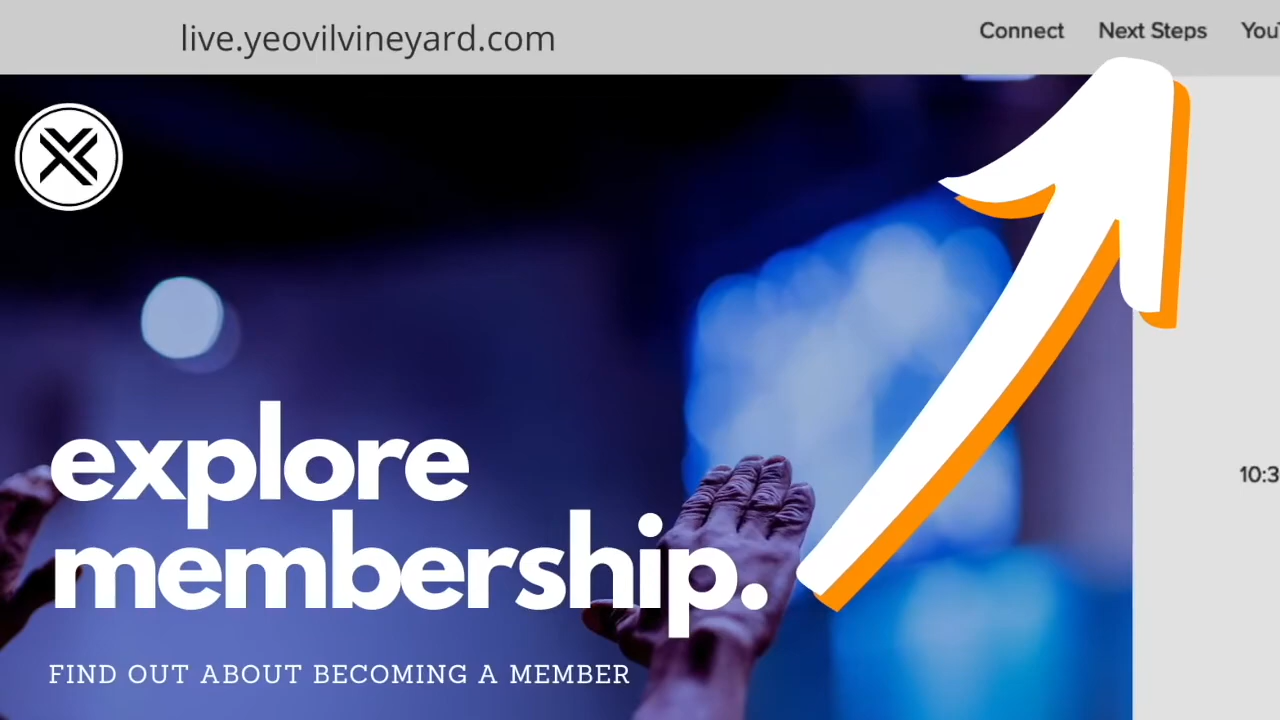 live.yeovilvineyard.com
Connect Next Steps
explore
membership.
FIND OUT ABOUT BECOMING A MEMBER